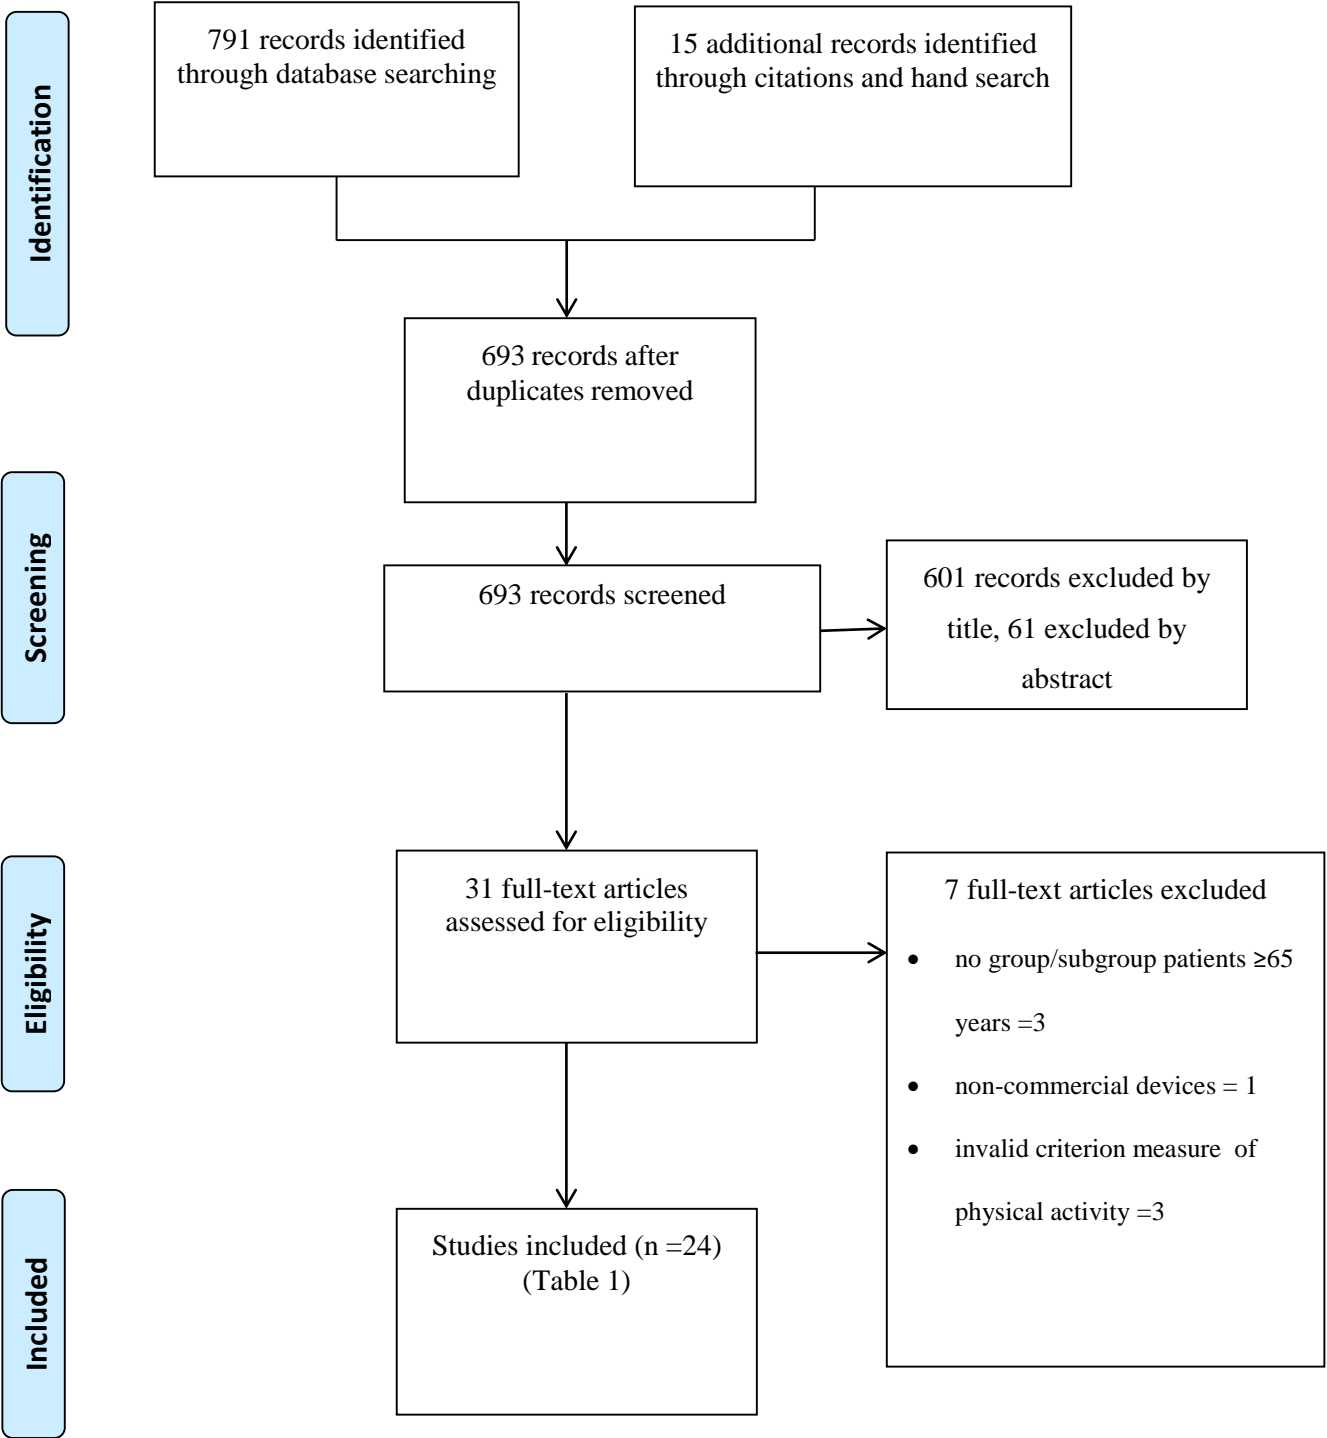 Identification
791 records identified
through database searching
15 additional records identified
through citations and hand search
693 records after
duplicates removed
Screening
693 records screened
601 records excluded by
title, 61 excluded by
abstract
Eligibility
31 full-text articles
assessed for eligibility
7 full-text articles excluded
• no group/subgroup patients ≥65
years =3
• non-commercial devices = 1
• invalid criterion measure of
physical activity =3
Included
Studies included (n =24)
(Table 1)